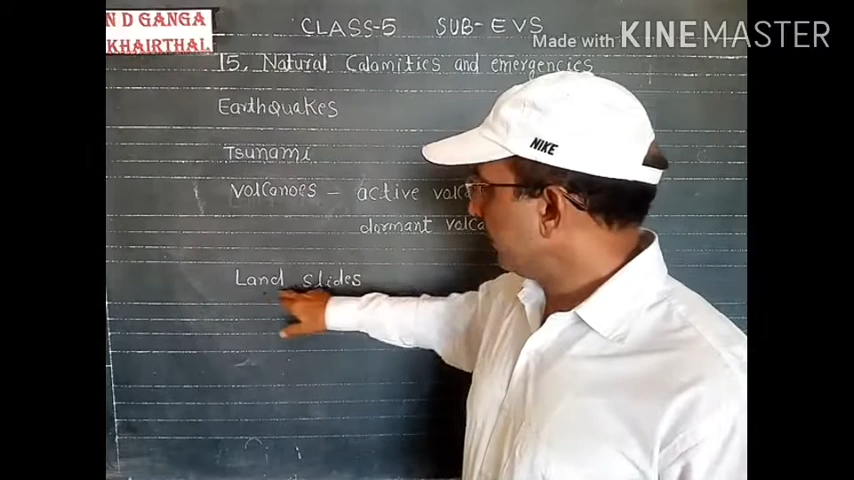 N D GANGA
KHAIRTHAL
CLASS-5 SUB-EVS
Made with KINEMASTER
15. Natural Calamities and emergencies
Earthquakes
Tsunami
Volcanoes - active
dormant
Land slides
NIKE